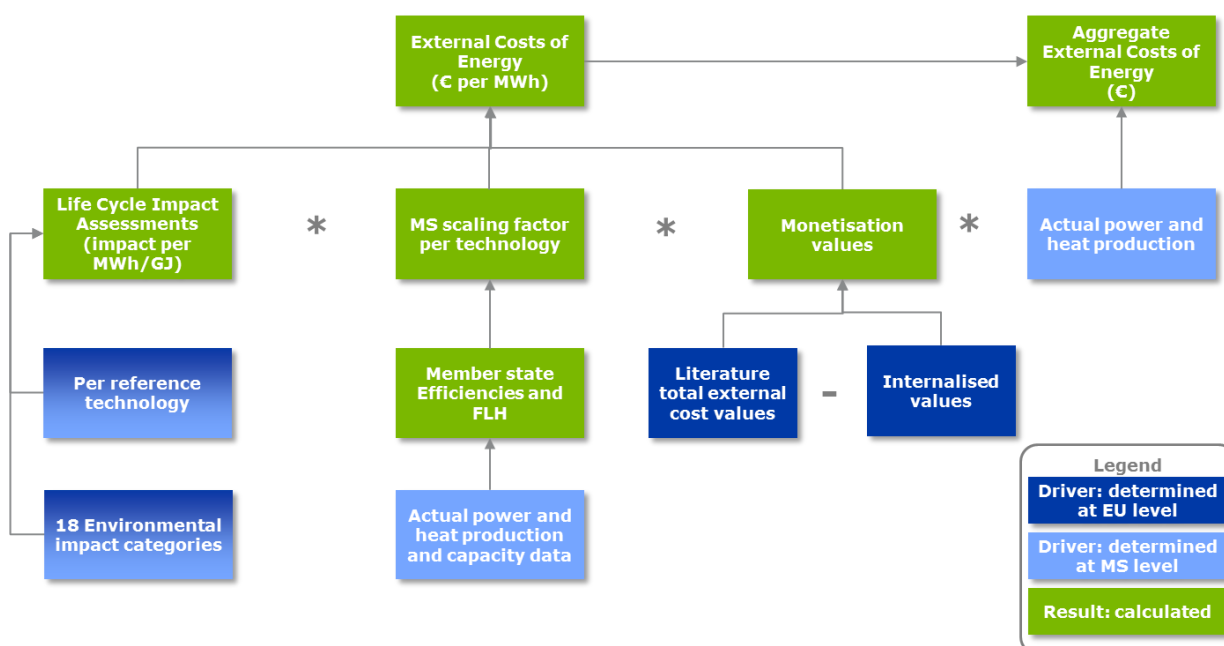 External Costs of
Energy
(€ per MWh)
Aggregate
External Costs of
Energy
(€)
Life Cycle Impact
Assessments
(impact per
MWh/GJ)
*
MS scaling factor
per technology
*
Monetisation
values
*
Actual power and
heat production
Per reference
technology
Member state
Efficiencies and
FLH
Literature
total external
cost values
-
Internalised
values
18 Environmental
impact categories
Actual power and
heat production
and capacity data
Legend
Driver: determined
at EU level
Driver: determined
at MS level
Result: calculated